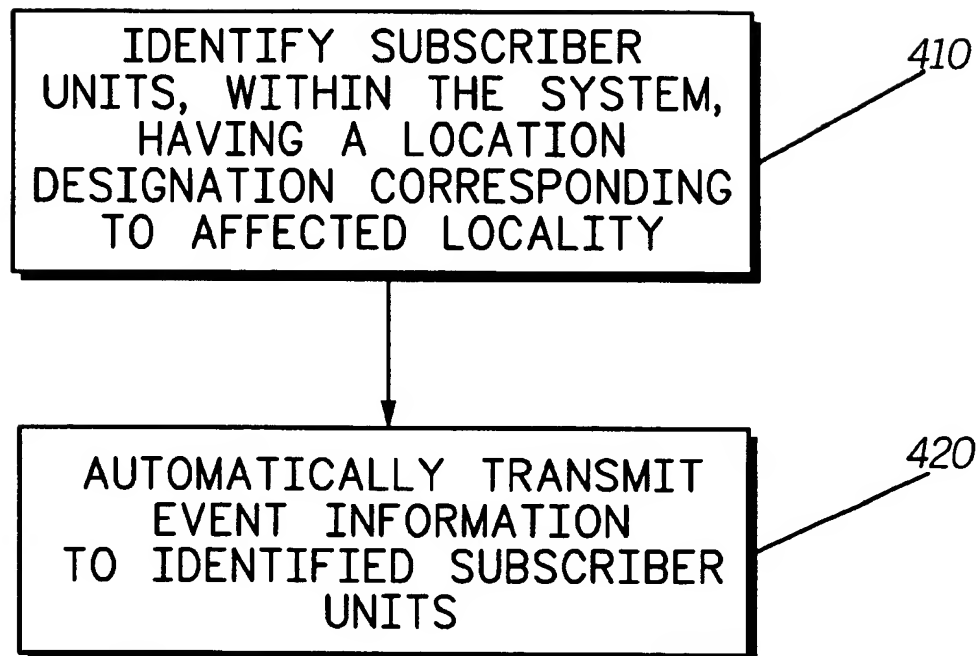 IDENTIFY SUBSCRIBER
UNITS, WITHIN THE SYSTEM,
HAVING A LOCATION
DESIGNATION CORRESPONDING
TO AFFECTED LOCALITY
410
AUTOMATICALLY TRANSMIT
EVENT INFORMATION
TO IDENTIFIED SUBSCRIBER
UNITS
420